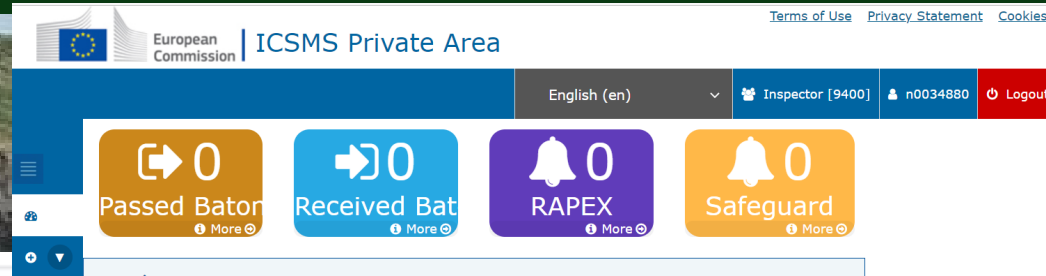 Terms of Use Privacy Statement Cookies
European
Commission
ICSMS Private Area
English (en) Inspector [9400] n0034880 Logout
0 0 0 0
Passed Baton Received Bat RAPEX Safeguard
More More More More